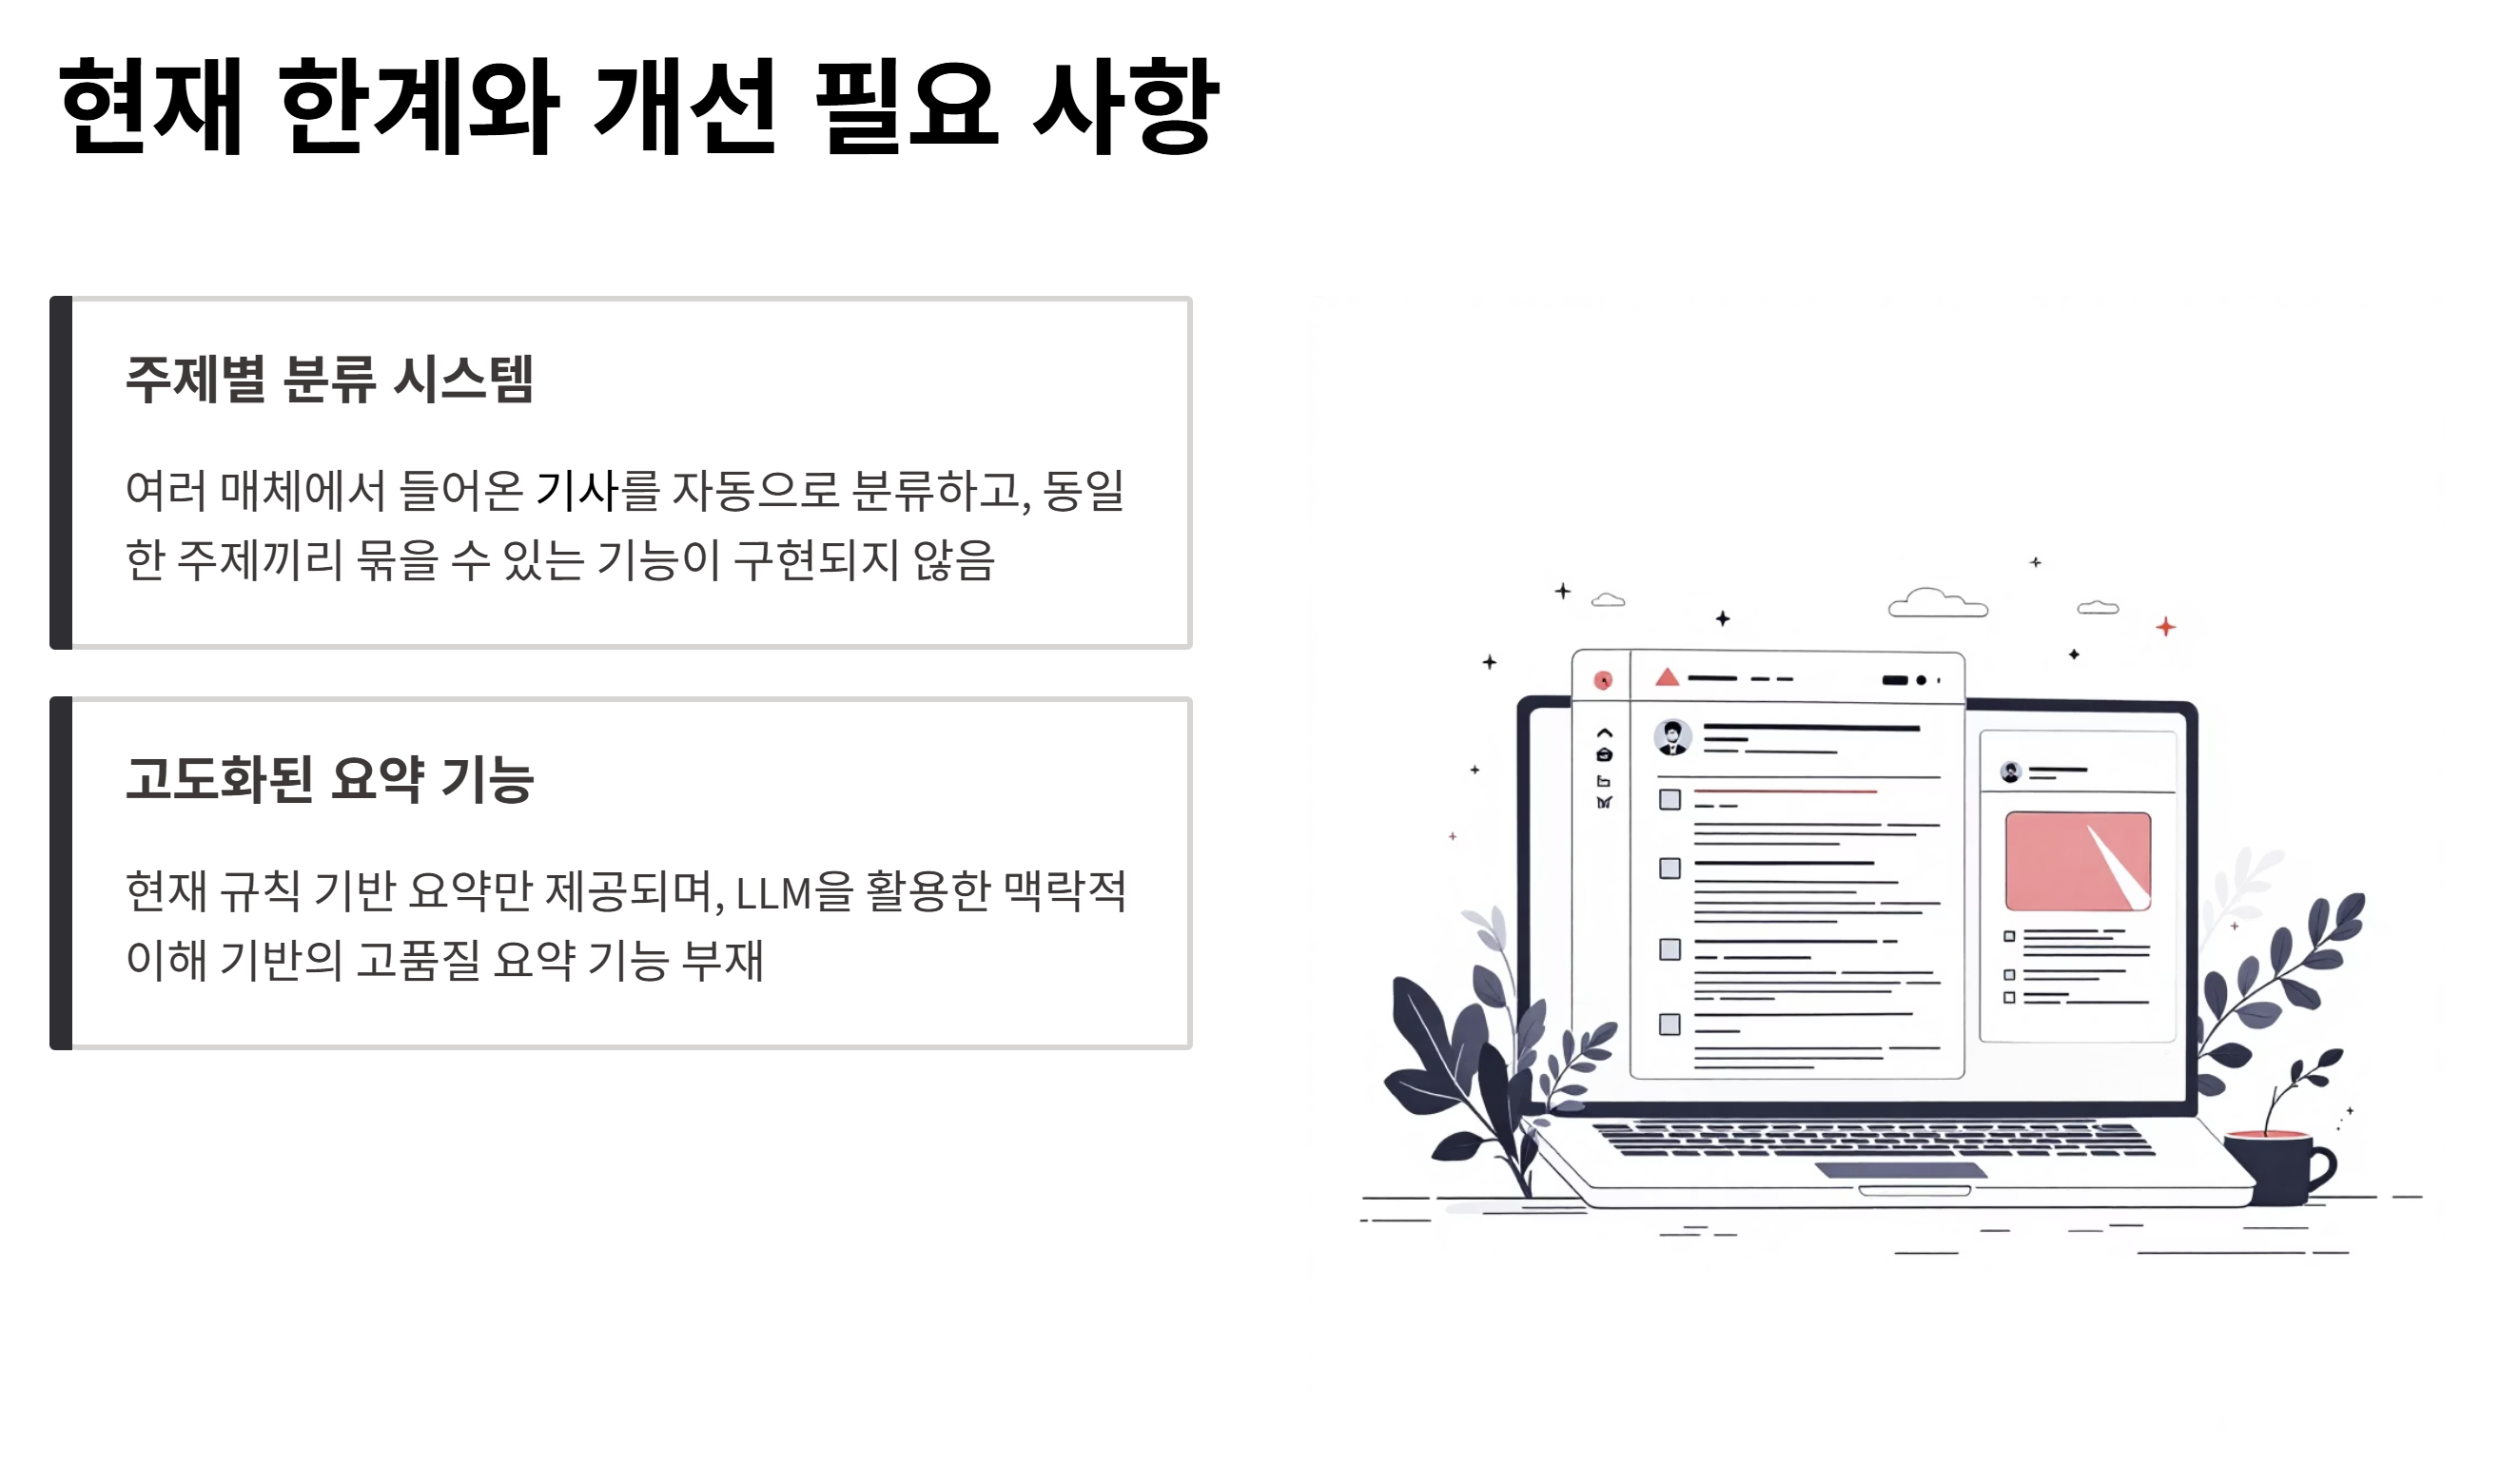 현재 한계와 개선 필요 사항
주제별 분류 시스템
여러 매체에서 들어온 기사를 자동으로 분류하고, 동일
한 주제끼리 묶을 수 있는 기능이 구현되지 않음
고도화된 요약 기능
현재 규칙 기반 요약만 제공되며, LLM을 활용한 맥락적
이해 기반의 고품질 요약 기능 부재